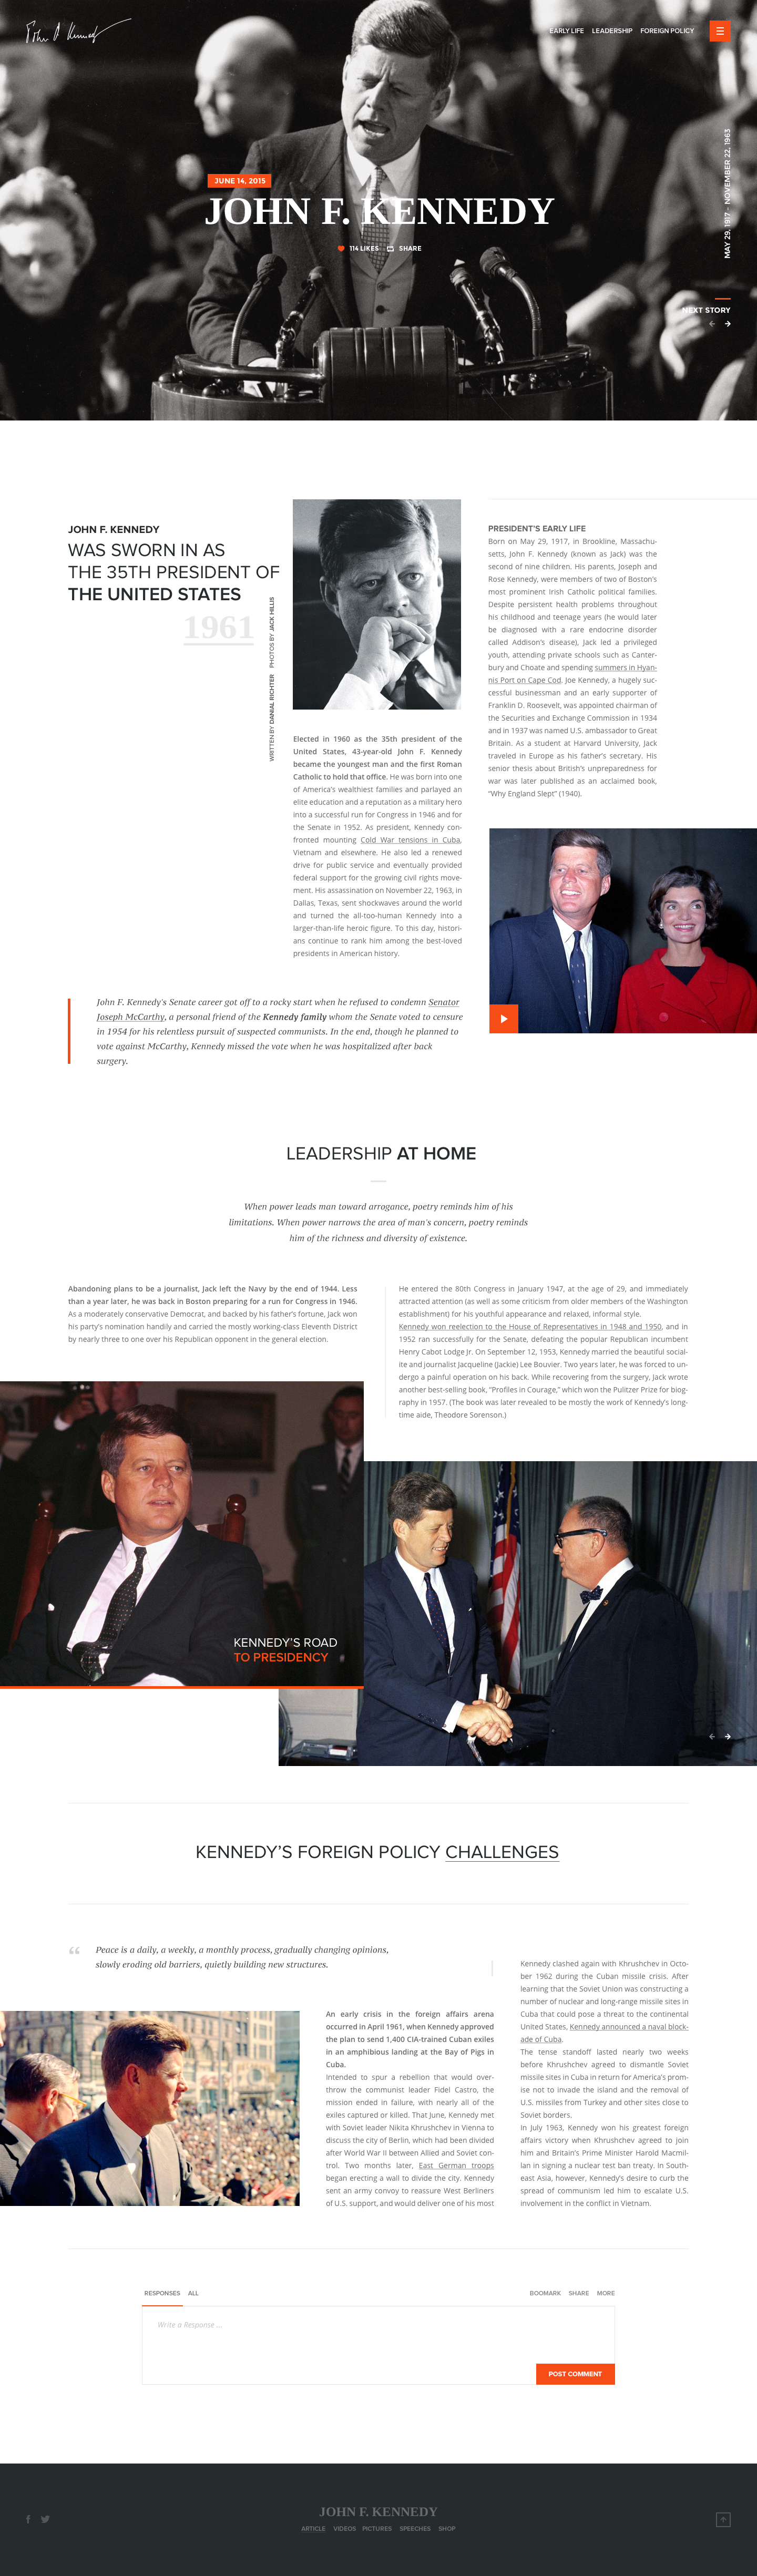 John F Kennedy
EARLY LIFE LEADERSHIP FOREIGN POLICY
MAY 29, 1917 - NOVEMBER 22, 1963
JUNE 14, 2015
JOHN F. KENNEDY
114 LIKES SHARE
NEXT STORY
JOHN F. KENNEDY
WAS SWORN IN AS
THE 35TH PRESIDENT OF
THE UNITED STATES
1961
WRITTEN BY DANIAL RICHTER PHOTOS BY JACK HILLIS
Elected in 1960 as the 35th president of the
United States, 43-year-old John F. Kennedy
became the youngest man and the first Roman
Catholic to hold that office. He was born into one
of America's wealthiest families and parlayed an
elite education and a reputation as a military hero
into a successful run for Congress in 1946 and for
the Senate in 1952. As president, Kennedy con-
fronted mounting Cold War tensions in Cuba,
Vietnam and elsewhere. He also led a renewed
drive for public service and eventually provided
federal support for the growing civil rights move-
ment. His assassination on November 22, 1963, in
Dallas, Texas, sent shockwaves around the world
and turned the all-too-human Kennedy into a
larger-than-life heroic figure. To this day, histori-
ans continue to rank him among the best-loved
presidents in American history.
PRESIDENT'S EARLY LIFE
Born on May 29, 1917, in Brookline, Massachu-
setts, John F. Kennedy (known as Jack) was the
second of nine children. His parents, Joseph and
Rose Kennedy, were members of two of Boston's
most prominent Irish Catholic political families.
Despite persistent health problems throughout
his childhood and teenage years (he would later
be diagnosed with a rare endocrine disorder
called Addison's disease), Jack led a privileged
youth, attending private schools such as Canter-
bury and Choate and spending summers in Hyan-
nis Port on Cape Cod. Joe Kennedy, a hugely suc-
cessful businessman and an early supporter of
Franklin D. Roosevelt, was appointed chairman of
the Securities and Exchange Commission in 1934
and in 1937 was named U.S. ambassador to Great
Britain. As a student at Harvard University, Jack
traveled in Europe as his father's secretary. His
senior thesis about British's unpreparedness for
war was later published as an acclaimed book,
"Why England Slept" (1940).
John F. Kennedy's Senate career got off to a rocky start when he refused to condemn Senator
Joseph McCarthy, a personal friend of the Kennedy family whom the Senate voted to censure
in 1954 for his relentless pursuit of suspected communists. In the end, though he planned to
vote against McCarthy, Kennedy missed the vote when he was hospitalized after back
surgery.
LEADERSHIP AT HOME
When power leads man toward arrogance, poetry reminds him of his
limitations. When power narrows the area of man's concern, poetry reminds
him of the richness and diversity of existence.
Abandoning plans to be a journalist, Jack left the Navy by the end of 1944. Less
than a year later, he was back in Boston preparing for a run for Congress in 1946.
As a moderately conservative Democrat, and backed by his father's fortune, Jack won
his party's nomination handily and carried the mostly working-class Eleventh District
by nearly three to one over his Republican opponent in the general election.
He entered the 80th Congress in January 1947, at the age of 29, and immediately
attracted attention (as well as some criticism from older members of the Washington
establishment) for his youthful appearance and relaxed, informal style.
Kennedy won reelection to the House of Representatives in 1948 and 1950, and in
1952 ran successfully for the Senate, defeating the popular Republican incumbent
Henry Cabot Lodge Jr. On September 12, 1953, Kennedy married the beautiful social-
ite and journalist Jacqueline (Jackie) Lee Bouvier. Two years later, he was forced to un-
dergo a painful operation on his back. While recovering from the surgery, Jack wrote
another best-selling book, "Profiles in Courage," which won the Pulitzer Prize for biog-
raphy in 1957. (The book was later revealed to be mostly the work of Kennedy's long-
time aide, Theodore Sorenson.)
KENNEDY'S ROAD
TO PRESIDENCY
KENNEDY'S FOREIGN POLICY CHALLENGES
“
Peace is a daily, a weekly, a monthly process, gradually changing opinions,
slowly eroding old barriers, quietly building new structures.
An early crisis in the foreign affairs arena
occurred in April 1961, when Kennedy approved
the plan to send 1,400 CIA-trained Cuban exiles
in an amphibious landing at the Bay of Pigs in
Cuba.
Intended to spur a rebellion that would over-
throw the communist leader Fidel Castro, the
mission ended in failure, with nearly all of the
exiles captured or killed. That June, Kennedy met
with Soviet leader Nikita Khrushchev in Vienna to
discuss the city of Berlin, which had been divided
after World War II between Allied and Soviet con-
trol. Two months later, East German troops
began erecting a wall to divide the city. Kennedy
sent an army convoy to reassure West Berliners
of U.S. support, and would deliver one of his most
Kennedy clashed again with Khrushchev in Octo-
ber 1962 during the Cuban missile crisis. After
learning that the Soviet Union was constructing a
number of nuclear and long-range missile sites in
Cuba that could pose a threat to the continental
United States, Kennedy announced a naval block-
ade of Cuba.
The tense standoff lasted nearly two weeks
before Khrushchev agreed to dismantle Soviet
missile sites in Cuba in return for America's prom-
ise not to invade the island and the removal of
U.S. missiles from Turkey and other sites close to
Soviet borders.
In July 1963, Kennedy won his greatest foreign
affairs victory when Khrushchev agreed to join
him and Britain's Prime Minister Harold Macmil-
lan in signing a nuclear test ban treaty. In South-
east Asia, however, Kennedy's desire to curb the
spread of communism led him to escalate U.S.
involvement in the conflict in Vietnam.
RESPONSES ALL
BOOMARK SHARE MORE
Write a Response ...
POST COMMENT
JOHN F. KENNEDY
ARTICLE VIDEOS PICTURES SPEECHES SHOP